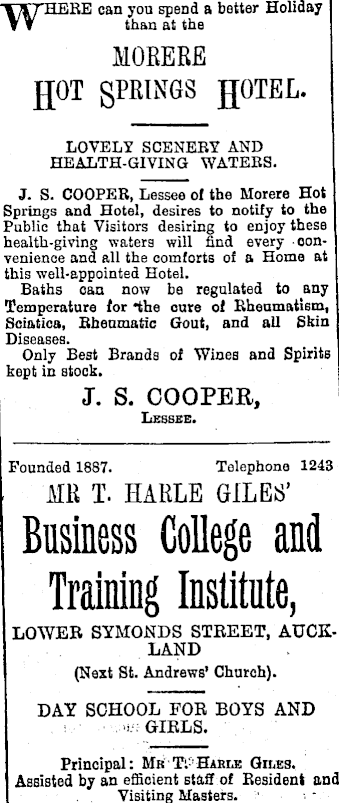 WHERE can you spend a better Holiday
than at the
MORERE
HOT SPRINGS HOTEL.
LOVELY SCENERY AND
HEALTH-GIVING WATERS.
J. S. COOPER, Lessee of the Morere Hot
Springs and Hotel, desires to notify to the
Public that Visitors desiring to enjoy these
health-giving waters will find every con-
venience and all the comforts of a Home at
this well-appointed Hotel.
Baths can now be regulated to any
Temperature for the cure of Rheumatism,
Sciatica, Rheumatic Gout, and all Skin
Diseases.
Only Best Brands of Wines and Spirits
kept in stock.
J. S. COOPER,
LESSEE.
Founded 1887. Telephone 1243
MR T. HARLE GILES'
Business College and
Training Institute,
LOWER SYMONDS STREET, AUCK-
LAND
(Next St. Andrews' Church).
DAY SCHOOL FOR BOYS AND
GIRLS.
Principal: MR T. HARLE GILES.
Assisted by an efficient staff of Resident and
Visiting Masters.